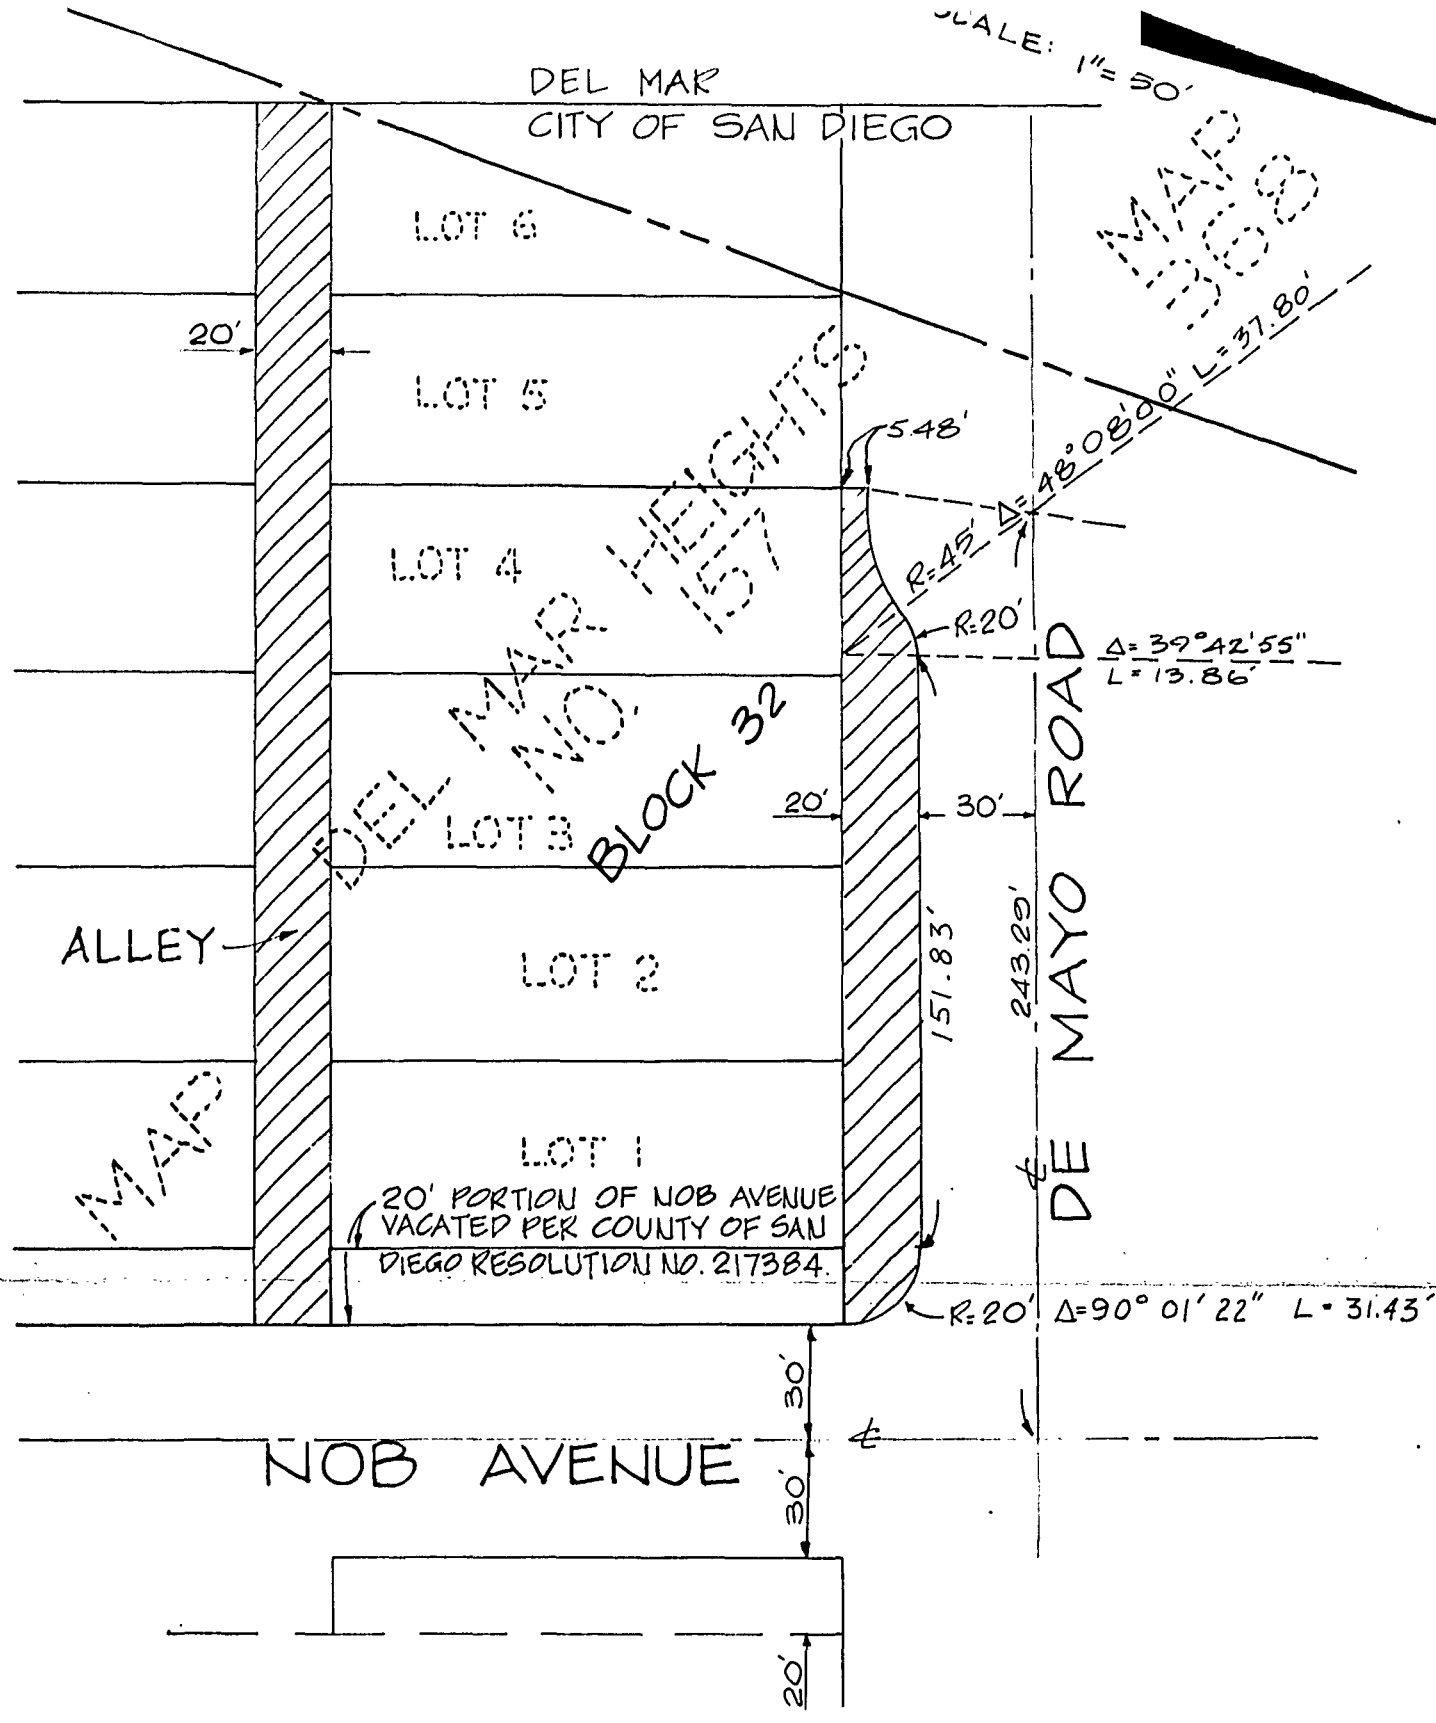 SCALE: 1"= 50'
DEL MAR
CITY OF SAN DIEGO
MAP
368
LOT 6
20'
LOT 5
5.48'
Δ= 48°08'00" L= 37.80'
R=45'
LOT 4
R=20'
Δ= 39°42'55"
L= 13.86'
DEL MAR HEIGHTS
NO. 157
BLOCK 32
LOT 3
20'
30'
ALLEY
LOT 2
151.83'
243.29'
DE MAYO ROAD
MAP
LOT 1
20' PORTION OF NOB AVENUE
VACATED PER COUNTY OF SAN
DIEGO RESOLUTION NO. 217384.
R=20' Δ=90° 01' 22" L= 31.43'
30'
℄
℄
NOB AVENUE
30'
20'